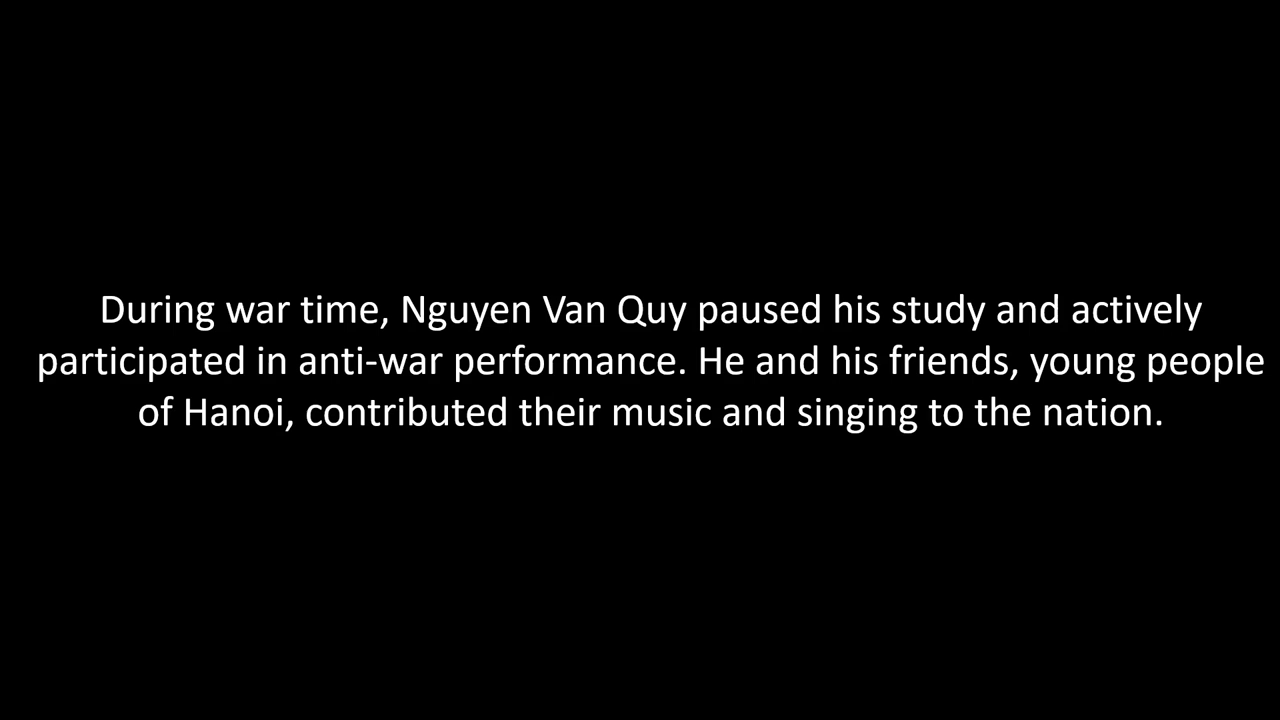 During war time, Nguyen Van Quy paused his study and actively
participated in anti-war performance. He and his friends, young people
of Hanoi, contributed their music and singing to the nation.